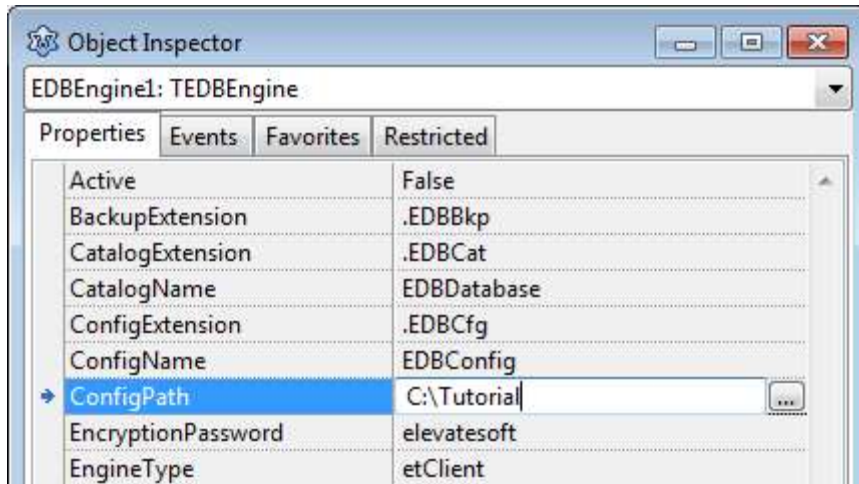 Object Inspector
EDBEngine1: TEDBEngine
Properties Events Favorites Restricted
Active False
BackupExtension .EDBBkp
CatalogExtension .EDBCat
CatalogName EDBDatabase
ConfigExtension .EDBCfg
ConfigName EDBConfig
ConfigPath C:\Tutorial ...
EncryptionPassword elevatesoft
EngineType etClient